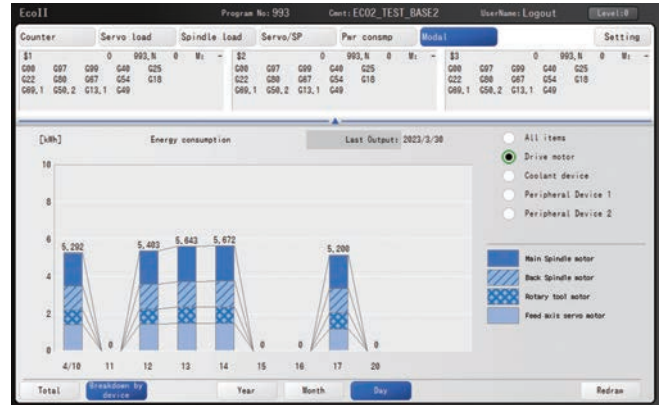 EcoII Program No: 993 Cmnt: ECO2_TEST_BASE2 UserName: Logout Level:0
Counter Servo load Spindle load Servo/SP Pwr consmp Modal Setting
$1 0 993.N 0 M: - $2 0 993.N 0 M: - $3 0 993.N 0 M: -
G00 G97 G99 G40 G25 G00 G97 G99 G40 G25 G00 G97 G99 G40 G25
G22 G80 G67 G54 G18 G22 G80 G67 G54 G18 G22 G80 G67 G54 G18
G69.1 G50.2 G13.1 G49 G69.1 G50.2 G13.1 G49 G69.1 G50.2 G13.1 G49
[kWh] Energy consumption Last Output: 2023/3/30
All items
Drive motor
Coolant device
Peripheral Device 1
Peripheral Device 2
10
8
6
4
2
0
5.292 0 5.403 5.643 5.672 0 0 5.200 0
4/10 11 12 13 14 15 16 17 20
Main Spindle motor
Back Spindle motor
Rotary tool motor
Feed axis servo motor
Total Breakdown by device Year Month Day Redraw